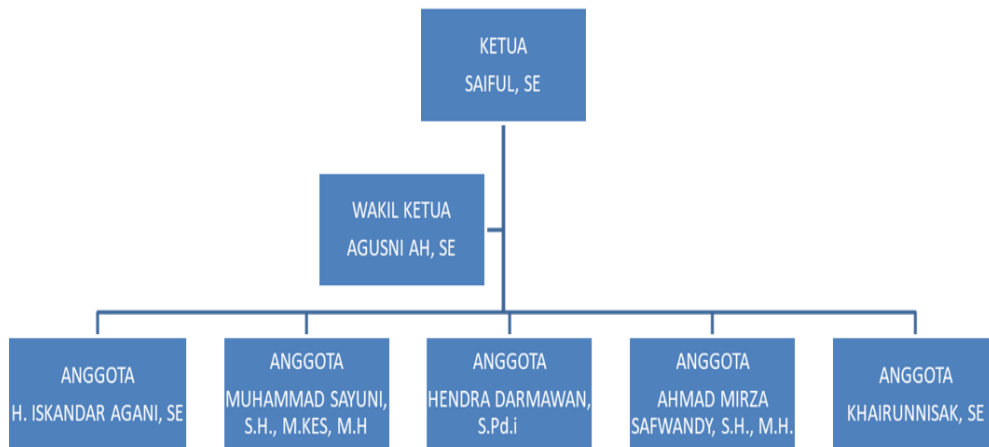 KETUA
SAIFUL, SE
WAKIL KETUA
AGUSNI AH, SE
ANGGOTA
H. ISKANDAR AGANI, SE
ANGGOTA
MUHAMMAD SAYUNI,
S.H., M.KES, M.H
ANGGOTA
HENDRA DARMAWAN,
S.Pd.i
ANGGOTA
AHMAD MIRZA
SAFWANDY, S.H., M.H.
ANGGOTA
KHAIRUNNISAK, SE